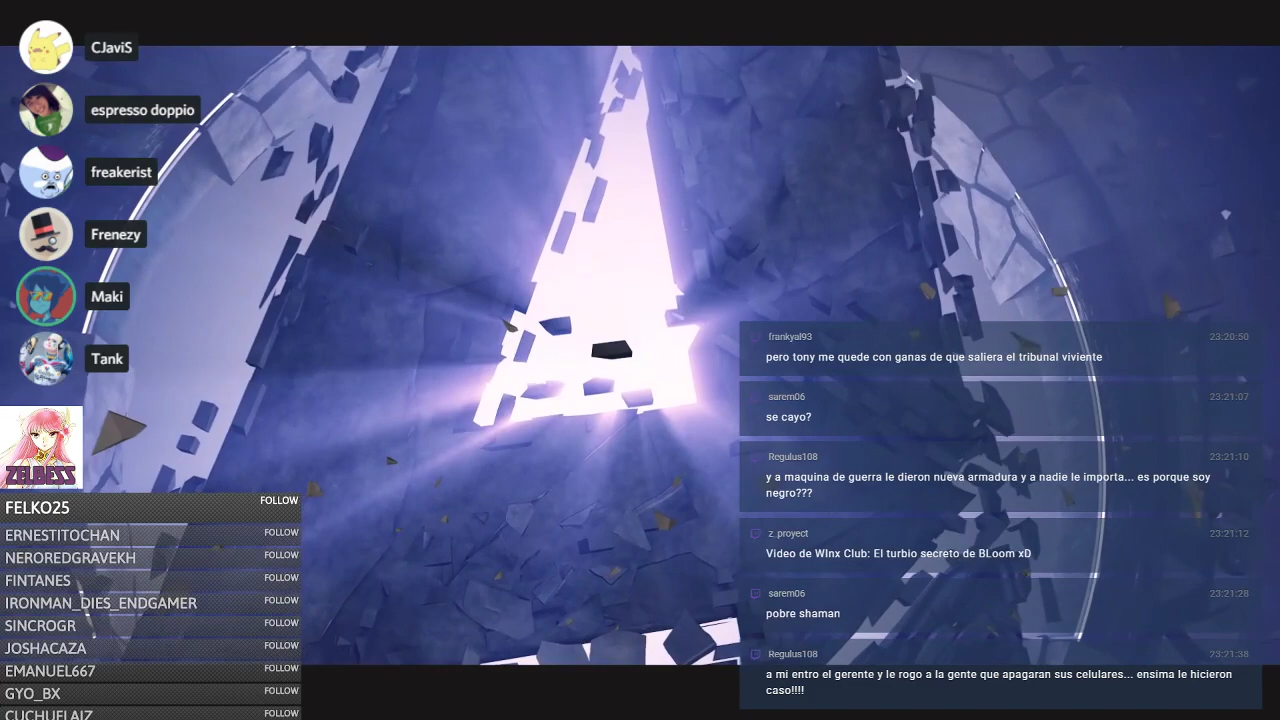 CJaviS
espresso doppio
freakerist
Frenezy
Maki
Tank
ZELBESS
FELKO25 FOLLOW
ERNESTITOCHAN FOLLOW
NEROREDGRAVEKH FOLLOW
FINTANES FOLLOW
IRONMAN_DIES_ENDGAMER FOLLOW
SINCROGR FOLLOW
JOSHACAZA FOLLOW
EMANUEL667 FOLLOW
GYO_BX FOLLOW
CUCHUFLAIZ FOLLOW
frankyal93 23:20:50
pero tony me quede con ganas de que saliera el tribunal viviente
sarem06 23:21:07
se cayo?
Regulus108 23:21:10
y a maquina de guerra le dieron nueva armadura y a nadie le importa... es porque soy
negro???
z_proyect 23:21:12
Video de WInx Club: El turbio secreto de BLoom xD
sarem06 23:21:28
pobre shaman
Regulus108 23:21:38
a mi entro el gerente y le rogo a la gente que apagaran sus celulares... ensima le hicieron
caso!!!!